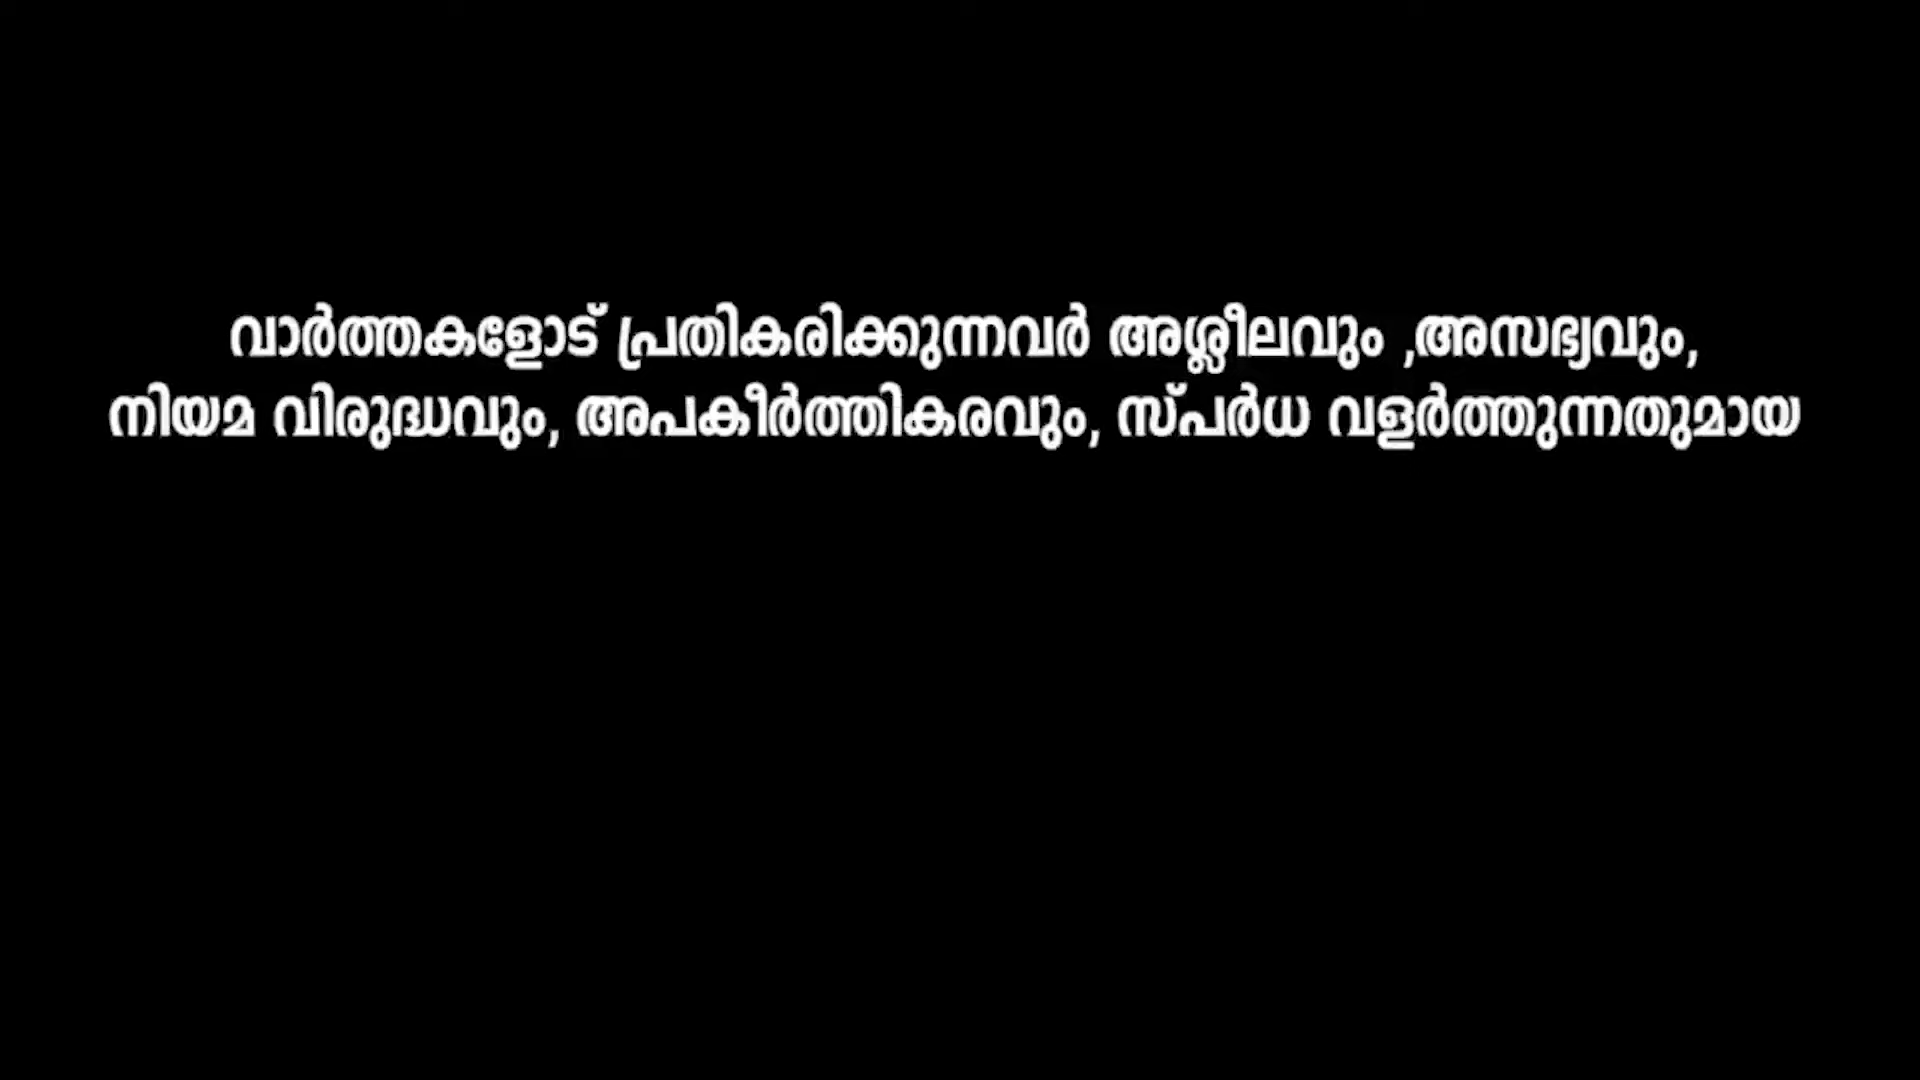 വാർത്തകളോട് പ്രതികരിക്കുന്നവർ അശ്ലീലവും ,അസഭ്യവും,
നിയമ വിരുദ്ധവും, അപകീർത്തികരവും, സ്പർധ വളർത്തുന്നതുമായ